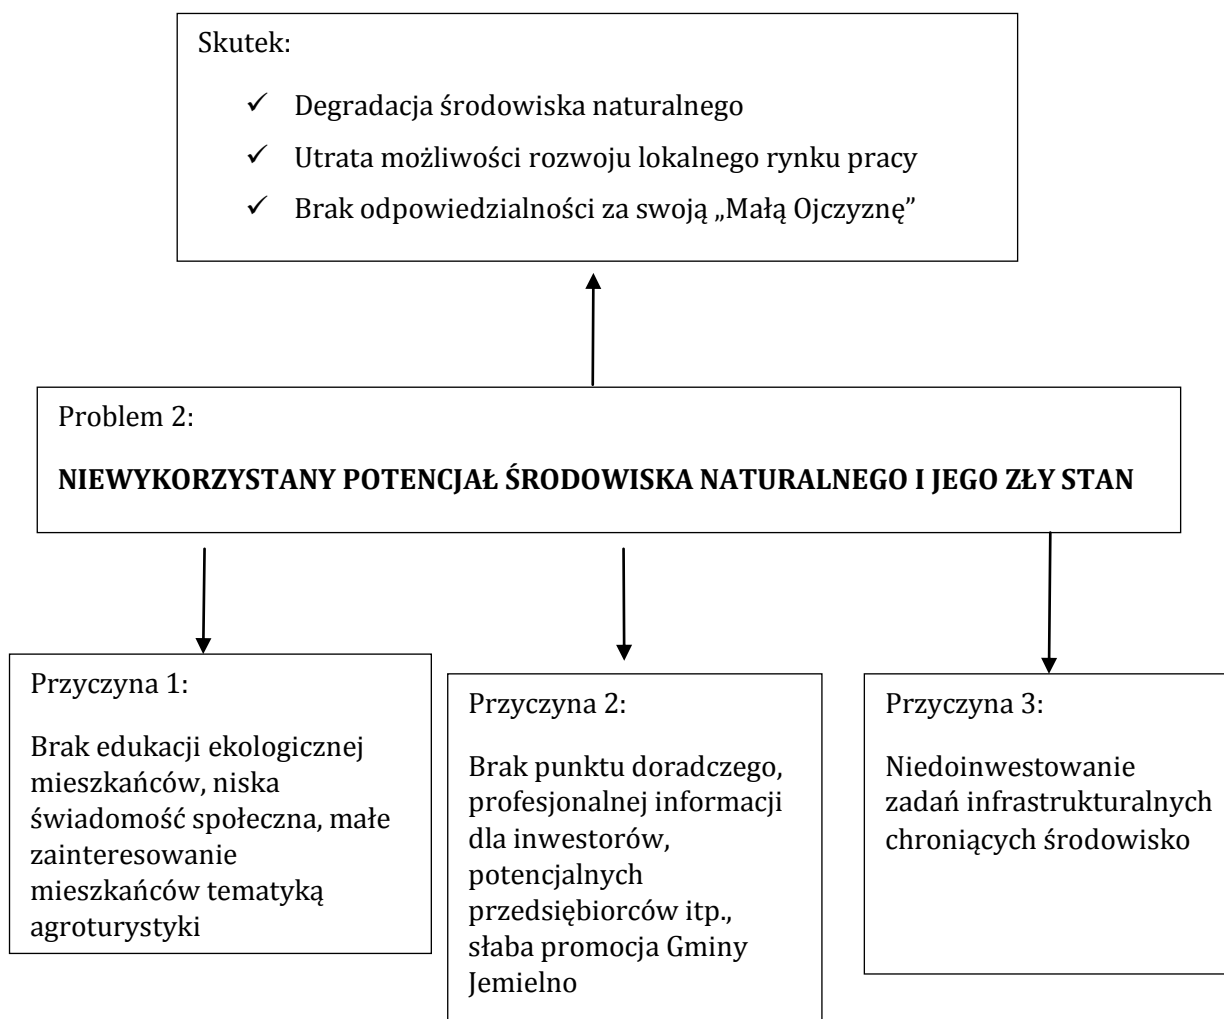 Skutek:
✓ Degradacja środowiska naturalnego
✓ Utrata możliwości rozwoju lokalnego rynku pracy
✓ Brak odpowiedzialności za swoją „Małą Ojczyznę”
Problem 2:
NIEWYKORZYSTANY POTENCJAŁ ŚRODOWISKA NATURALNEGO I JEGO ZŁY STAN
Przyczyna 1:
Brak edukacji ekologicznej
mieszkańców, niska
świadomość społeczna, małe
zainteresowanie
mieszkańców tematyką
agroturystyki
Przyczyna 2:
Brak punktu doradczego,
profesjonalnej informacji
dla inwestorów,
potencjalnych
przedsiębiorców itp.,
słaba promocja Gminy
Jemielno
Przyczyna 3:
Niedoinwestowanie
zadań infrastrukturalnych
chroniących środowisko